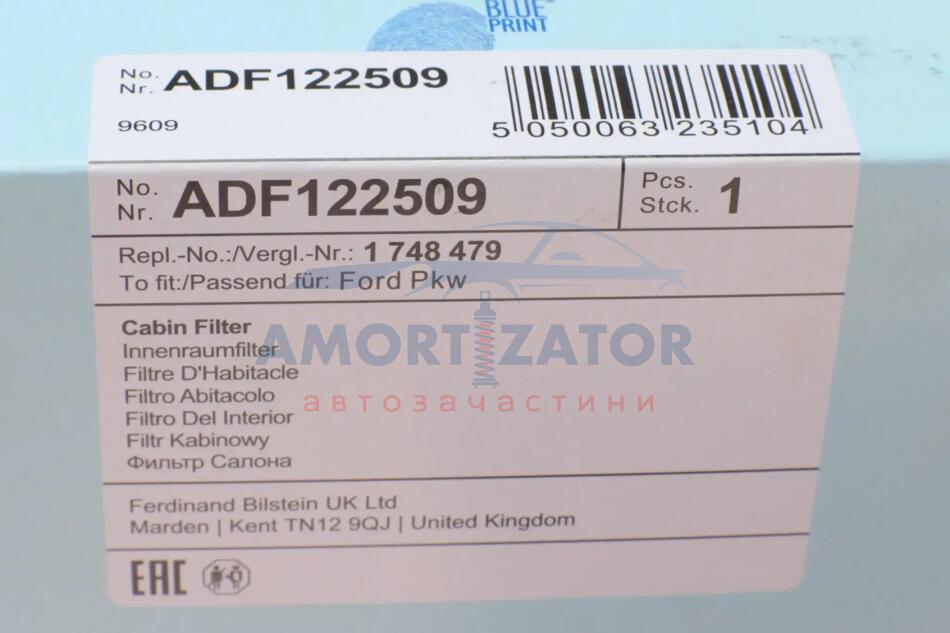 BLUE
PRINT
No. ADF122509
Nr.
9609
5 050063 235104
No. ADF122509
Nr.
Pcs. 1
Stck.
Repl.-No.:/Vergl.-Nr.: 1 748 479
To fit:/Passend für: Ford Pkw
Cabin Filter
Innenraumfilter
Filtre D'Habitacle
Filtro Abitacolo
Filtro Del Interior
Filtr Kabinowy
Фильтр Салона
AMORTIZATOR
автозачастини
Ferdinand Bilstein UK Ltd
Marden | Kent TN12 9QJ | United Kingdom
EAC